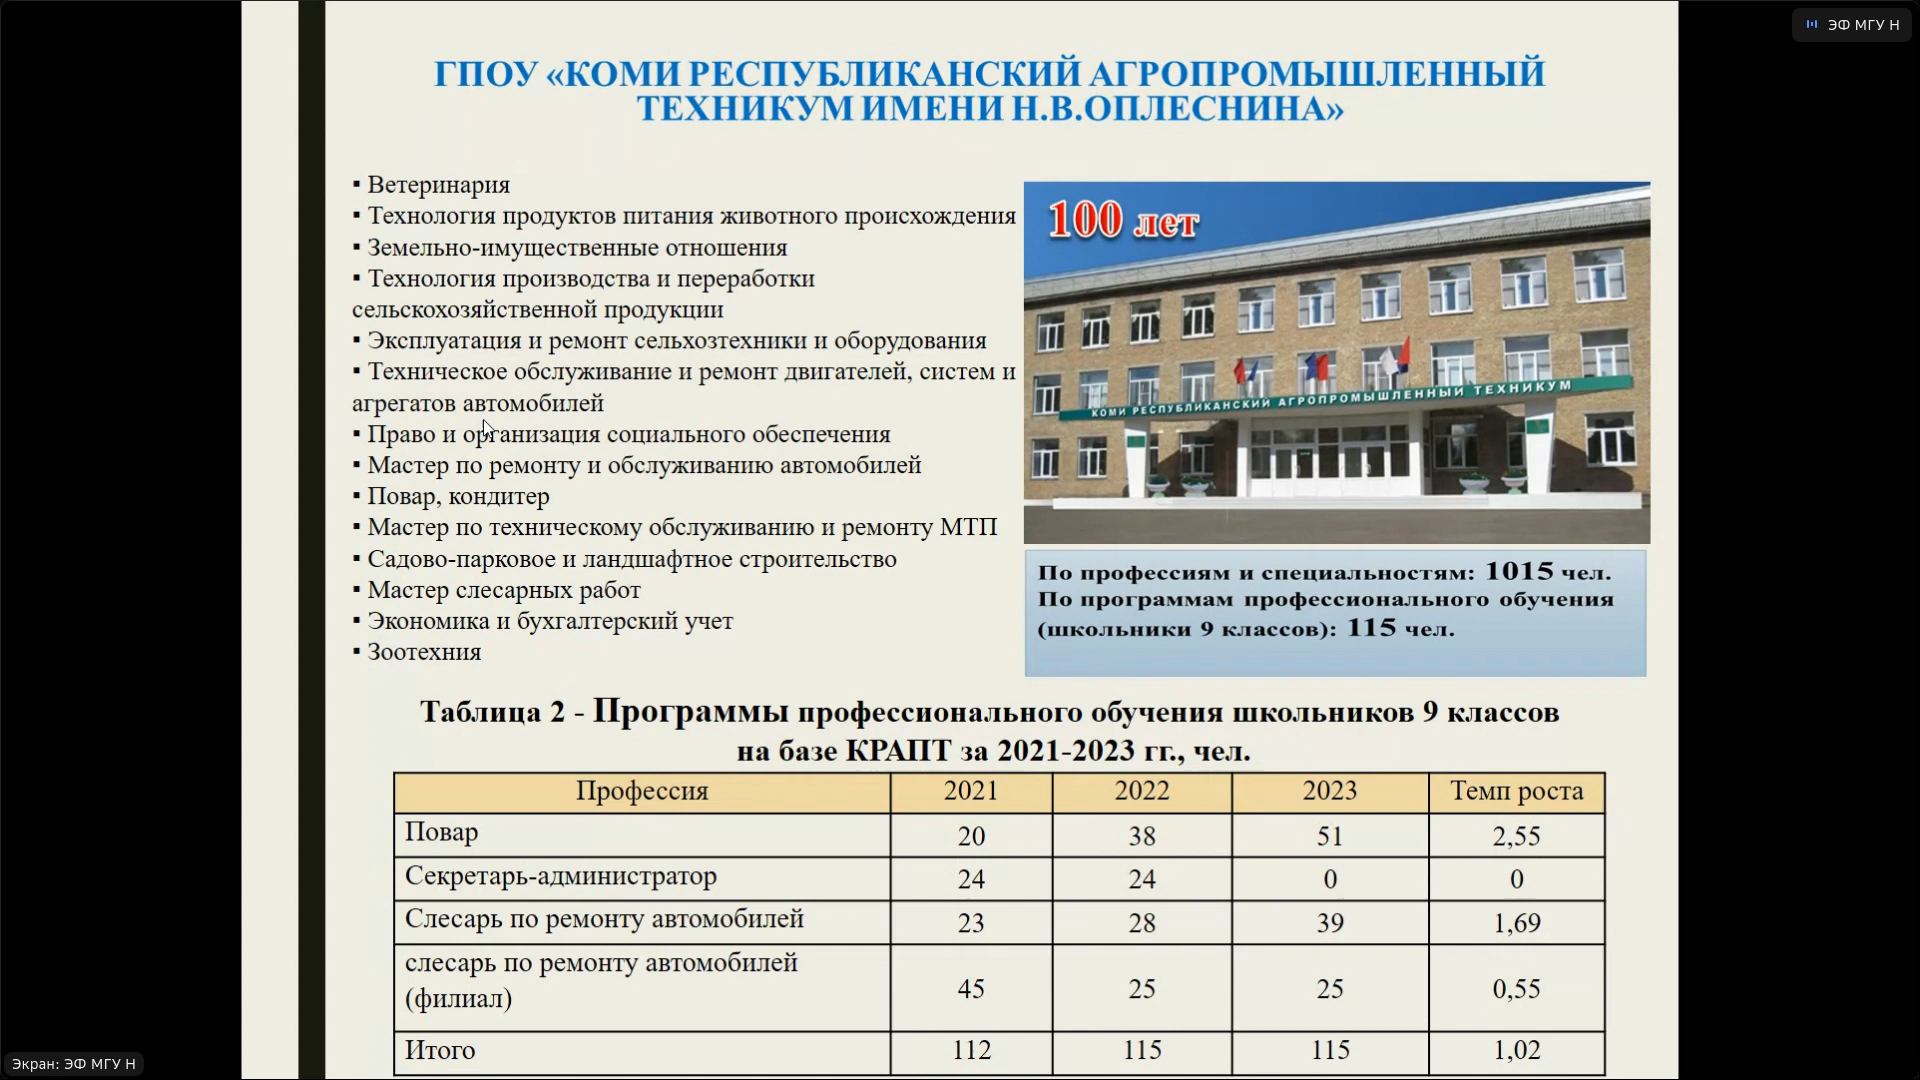 ЭФ МГУ Н
ГПОУ «КОМИ РЕСПУБЛИКАНСКИЙ АГРОПРОМЫШЛЕННЫЙ
ТЕХНИКУМ ИМЕНИ Н.В.ОПЛЕСНИНА»
▪ Ветеринария
▪ Технология продуктов питания животного происхождения
▪ Земельно-имущественные отношения
▪ Технология производства и переработки
сельскохозяйственной продукции
▪ Эксплуатация и ремонт сельхозтехники и оборудования
▪ Техническое обслуживание и ремонт двигателей, систем и
агрегатов автомобилей
▪ Право и организация социального обеспечения
▪ Мастер по ремонту и обслуживанию автомобилей
▪ Повар, кондитер
▪ Мастер по техническому обслуживанию и ремонту МТП
▪ Садово-парковое и ландшафтное строительство
▪ Мастер слесарных работ
▪ Экономика и бухгалтерский учет
▪ Зоотехния
100 лет
КОМИ РЕСПУБЛИКАНСКИЙ АГРОПРОМЫШЛЕННЫЙ ТЕХНИКУМ
По профессиям и специальностям: 1015 чел.
По программам профессионального обучения
(школьники 9 классов): 115 чел.
Таблица 2 - Программы профессионального обучения школьников 9 классов
на базе КРАПТ за 2021-2023 гг., чел.
Профессия 2021 2022 2023 Темп роста
Повар 20 38 51 2,55
Секретарь-администратор 24 24 0 0
Слесарь по ремонту автомобилей 23 28 39 1,69
слесарь по ремонту автомобилей
(филиал) 45 25 25 0,55
Итого 112 115 115 1,02
Экран: ЭФ МГУ Н